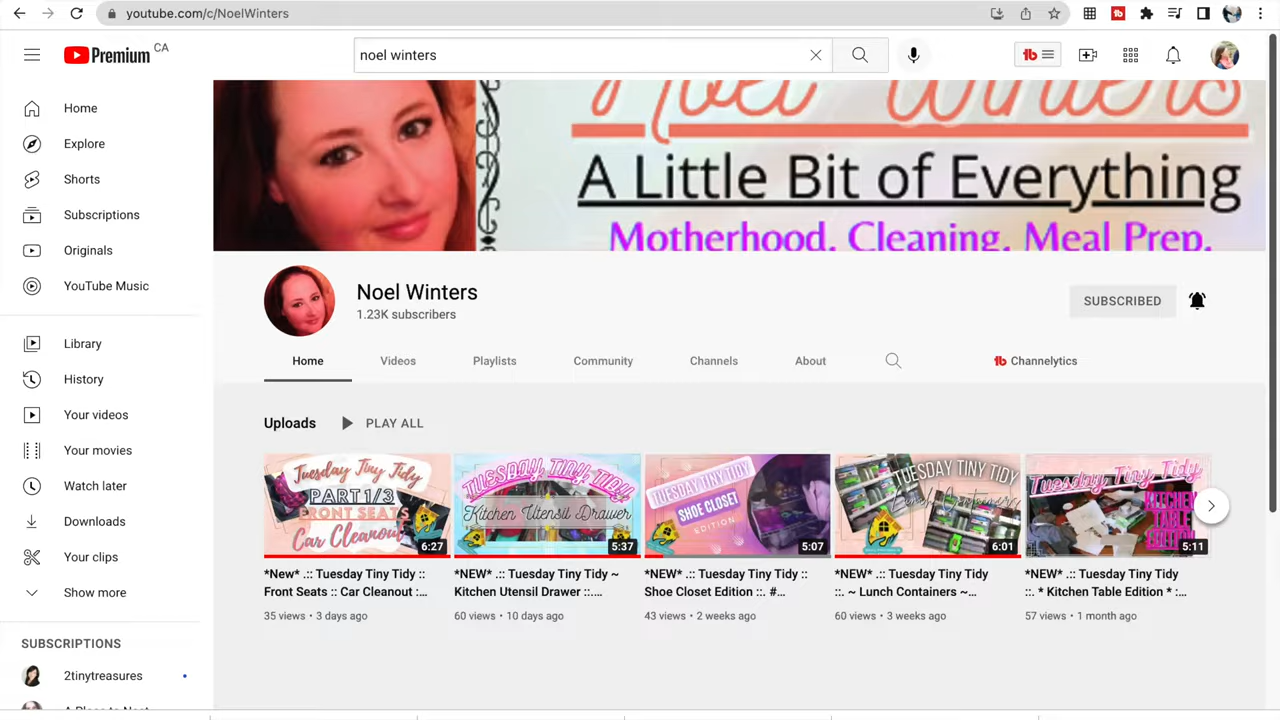 youtube.com/c/NoelWinters
Premium CA
noel winters
Home
Explore
Shorts
Subscriptions
Originals
YouTube Music
Library
History
Your videos
Your movies
Watch later
Downloads
Your clips
Show more
SUBSCRIPTIONS
2tinytreasures
Noel Winters
A Little Bit of Everything
Motherhood. Cleaning. Meal Prep.
Noel Winters
1.23K subscribers
SUBSCRIBED
Home Videos Playlists Community Channels About tb Channelytics
Uploads PLAY ALL
Tuesday Tiny Tidy
PART 1/3
FRONT SEATS
Car Cleanout
6:27
*New* .:: Tuesday Tiny Tidy ::
Front Seats :: Car Cleanout :...
35 views • 3 days ago
TUESDAY TINY TIDY
Kitchen Utensil Drawer
5:37
*NEW* .:: Tuesday Tiny Tidy ~
Kitchen Utensil Drawer ::....
60 views • 10 days ago
TUESDAY TINY TIDY
SHOE CLOSET
EDITION
5:07
*NEW* .:: Tuesday Tiny Tidy ::
Shoe Closet Edition ::. #...
43 views • 2 weeks ago
TUESDAY TINY TIDY
Lunch Containers
6:01
*NEW* .:: Tuesday Tiny Tidy
::. ~ Lunch Containers ~...
60 views • 3 weeks ago
Tuesday Tiny Tidy
KITCHEN
TABLE
EDITION
5:11
*NEW* .:: Tuesday Tiny Tidy
::. * Kitchen Table Edition * :...
57 views • 1 month ago